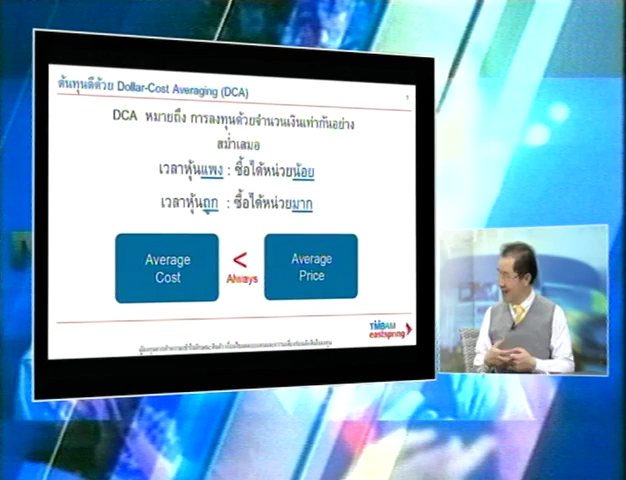 ต้นทุนดีด้วย Dollar-Cost Averaging (DCA)
DCA หมายถึง การลงทุนด้วยจำนวนเงินเท่ากันอย่าง
สม่ำเสมอ
เวลาหุ้นแพง : ซื้อได้หน่วยน้อย
เวลาหุ้นถูก : ซื้อได้หน่วยมาก
Average
Cost
<
Always
Average
Price
TMBAM
eastspring